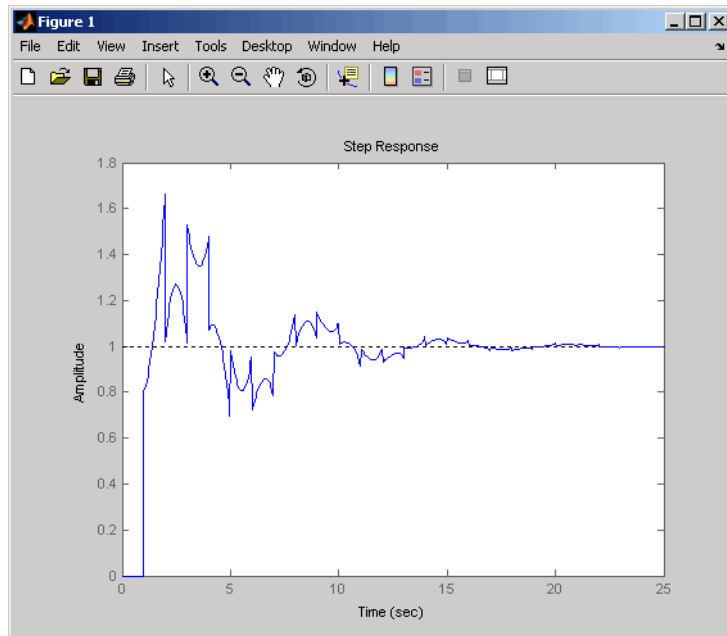 Figure 1
File Edit View Insert Tools Desktop Window Help
Step Response
1.8
1.6
1.4
1.2
1
0.8
0.6
0.4
0.2
0
Amplitude
0 5 10 15 20 25
Time (sec)